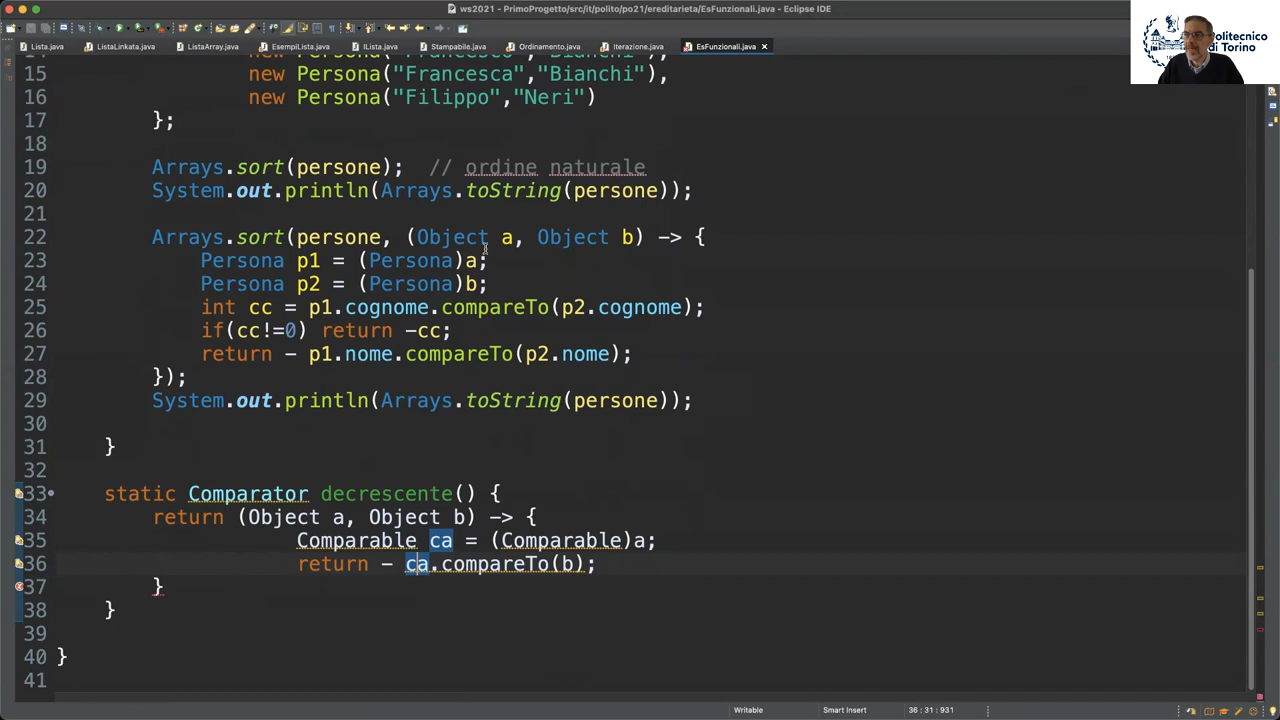 ws2021 - PrimoProgetto/src/it/polito/po21/ereditarieta/EsFunzionali.java - Eclipse IDE
Lista.java
ListaLinkata.java
ListaArray.java
EsempiLista.java
IListea.java
Stampabile.java
Ordinamento.java
Iterazione.java
EsFunzionali.java
Politecnico
di Torino
15 new Persona("Francesca","Bianchi"),
16 new Persona("Filippo","Neri")
17 };
18
19 Arrays.sort(persone); // ordine naturale
20 System.out.println(Arrays.toString(persone));
21
22 Arrays.sort(persone, (Object a, Object b) -> {
23 Persona p1 = (Persona)a;
24 Persona p2 = (Persona)b;
25 int cc = p1.cognome.compareTo(p2.cognome);
26 if(cc!=0) return -cc;
27 return - p1.nome.compareTo(p2.nome);
28 });
29 System.out.println(Arrays.toString(persone));
30
31 }
32
33 static Comparator decrescente() {
34 return (Object a, Object b) -> {
35 Comparable ca = (Comparable)a;
36 return - ca.compareTo(b);
37 }
38 }
39
40 }
41
Writable
Smart Insert
36 : 31 : 931